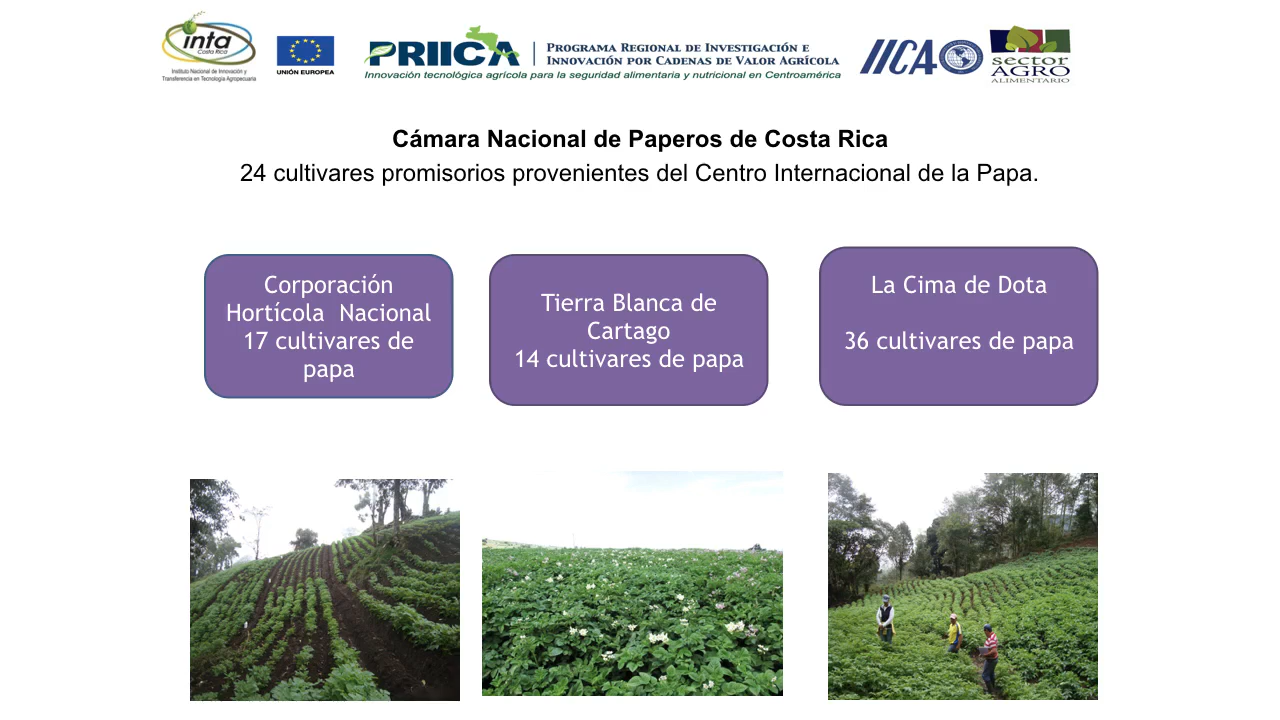 inta
Costa Rica
Instituto Nacional de Innovación y
Transferencia en Tecnología Agropecuaria
UNIÓN EUROPEA
PRIICA
PROGRAMA REGIONAL DE INVESTIGACIÓN E
INNOVACIÓN POR CADENAS DE VALOR AGRÍCOLA
Innovación tecnológica agrícola para la seguridad alimentaria y nutricional en Centroamérica
IICA
sector
AGRO
ALIMENTARIO
Cámara Nacional de Paperos de Costa Rica
24 cultivares promisorios provenientes del Centro Internacional de la Papa.
Corporación
Hortícola  Nacional
17 cultivares de
papa
Tierra Blanca de
Cartago
14 cultivares de papa
La Cima de Dota
36 cultivares de papa